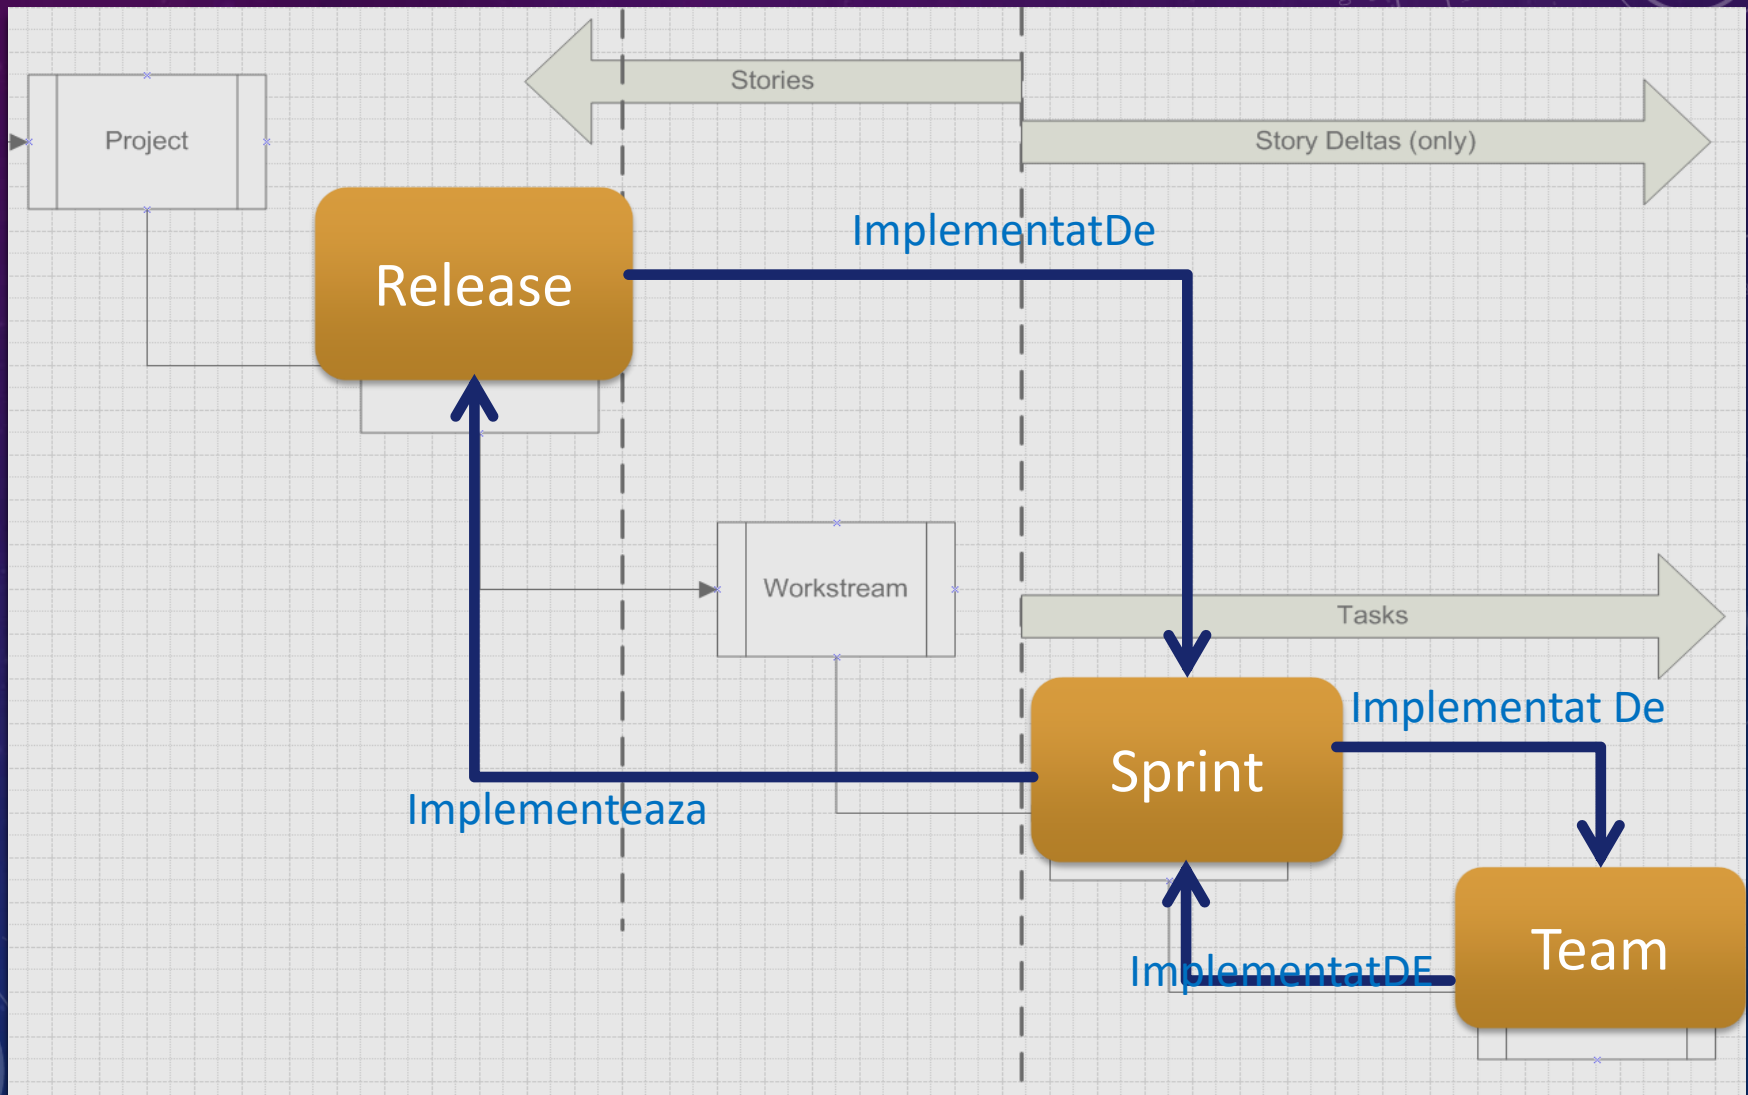 Stories
Project
Story Deltas (only)
ImplementatDe
Release
Workstream
Tasks
Implementat De
Sprint
Implementeaza
Team
ImplementatDE